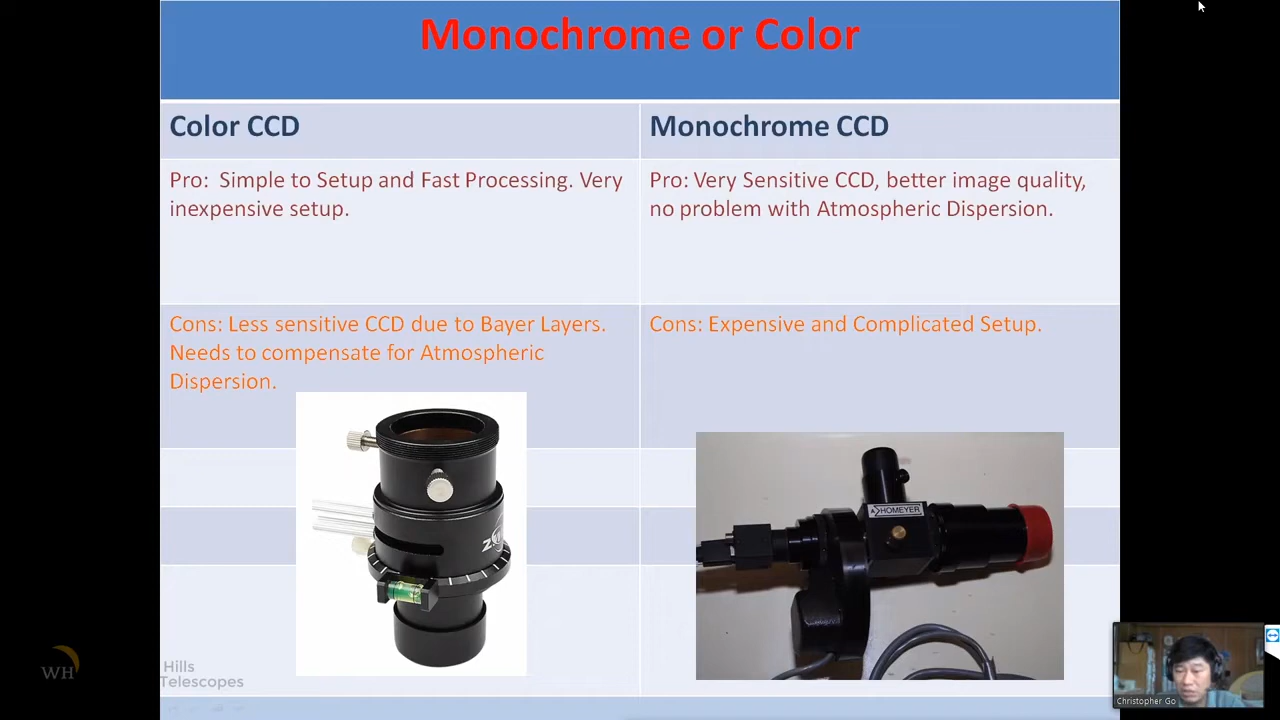 Monochrome or Color
Color CCD
Monochrome CCD
Pro:  Simple to Setup and Fast Processing. Very
inexpensive setup.
Pro: Very Sensitive CCD, better image quality,
no problem with Atmospheric Dispersion.
Cons: Less sensitive CCD due to Bayer Layers.
Needs to compensate for Atmospheric
Dispersion.
Cons: Expensive and Complicated Setup.
HOMEYER
WH
Hills
Telescopes
Christopher Go